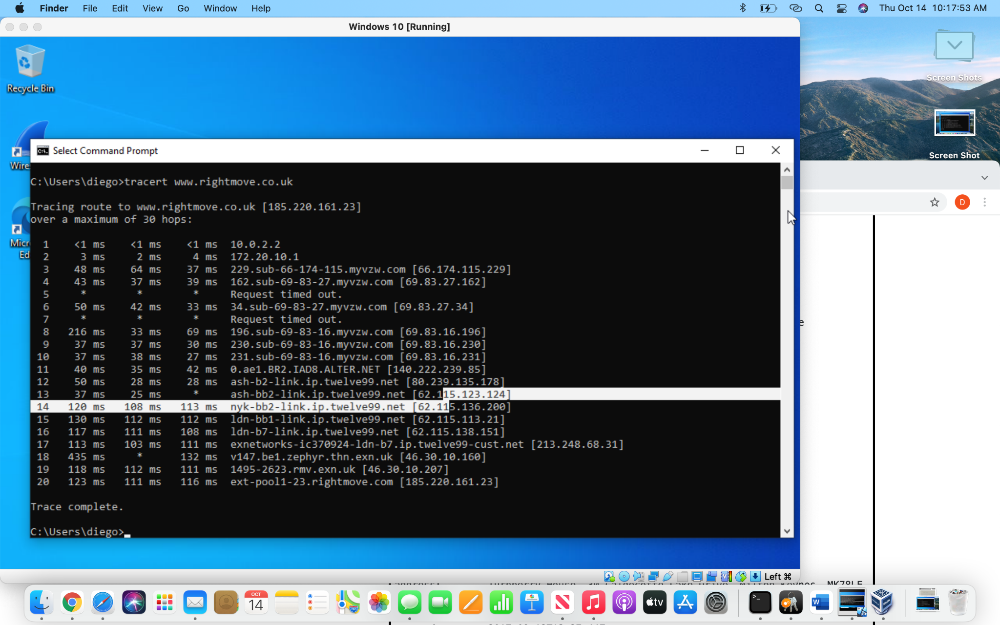 Finder File Edit View Go Window Help Thu Oct 14 10:17:53 AM
Windows 10 [Running]
Recycle Bin
Screen Shots
Screen Shot
Wire
Micr
Ed
Select Command Prompt
C:\Users\diego>tracert www.rightmove.co.uk
Tracing route to www.rightmove.co.uk [185.220.161.23]
over a maximum of 30 hops:
1 <1 ms <1 ms <1 ms 10.0.2.2
2 3 ms 2 ms 4 ms 172.20.10.1
3 48 ms 64 ms 37 ms 229.sub-66-174-115.myvzw.com [66.174.115.229]
4 43 ms 37 ms 39 ms 162.sub-69-83-27.myvzw.com [69.83.27.162]
5 * * * Request timed out.
6 50 ms 42 ms 33 ms 34.sub-69-83-27.myvzw.com [69.83.27.34]
7 * * * Request timed out.
8 216 ms 33 ms 69 ms 196.sub-69-83-16.myvzw.com [69.83.16.196]
9 37 ms 37 ms 30 ms 230.sub-69-83-16.myvzw.com [69.83.16.230]
10 37 ms 38 ms 27 ms 231.sub-69-83-16.myvzw.com [69.83.16.231]
11 40 ms 35 ms 42 ms 0.ae1.BR2.IAD8.ALTER.NET [140.222.239.85]
12 50 ms 28 ms 28 ms ash-b2-link.ip.twelve99.net [80.239.135.178]
13 37 ms 25 ms * ash-bb2-link.ip.twelve99.net [62.115.123.124]
14 120 ms 108 ms 113 ms nyk-bb2-link.ip.twelve99.net [62.115.136.200]
15 130 ms 112 ms 112 ms ldn-bb1-link.ip.twelve99.net [62.115.113.21]
16 117 ms 111 ms 108 ms ldn-b7-link.ip.twelve99.net [62.115.138.151]
17 113 ms 103 ms 111 ms exnetworks-ic370924-ldn-b7.ip.twelve99-cust.net [213.248.68.31]
18 435 ms * 132 ms v147.be1.zephyr.thn.exn.uk [46.30.10.160]
19 118 ms 112 ms 111 ms 1495-2623.rmv.exn.uk [46.30.10.207]
20 123 ms 111 ms 116 ms ext-pool1-23.rightmove.com [185.220.161.23]
Trace complete.
C:\Users\diego>
D
e
Left ⌘
MK78LE
OCT
14
tv
W